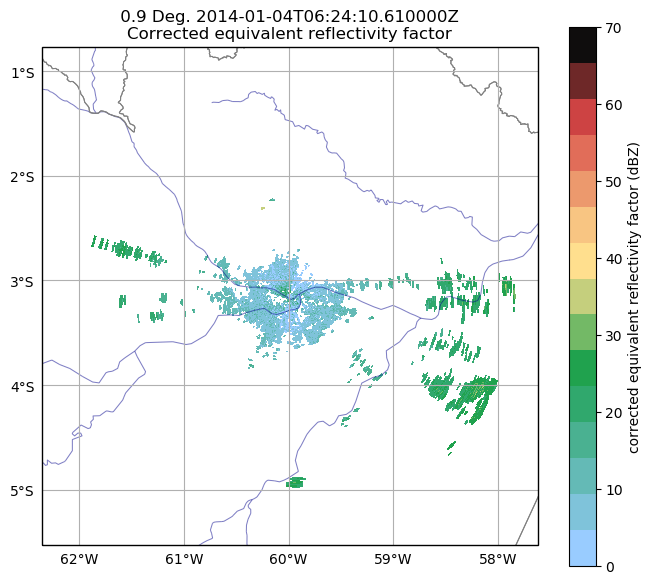 0.9 Deg. 2014-01-04T06:24:10.610000Z
Corrected equivalent reflectivity factor
1°S
2°S
3°S
4°S
5°S
62°W 61°W 60°W 59°W 58°W
70
60
50
40
30
20
10
0
corrected equivalent reflectivity factor (dBZ)